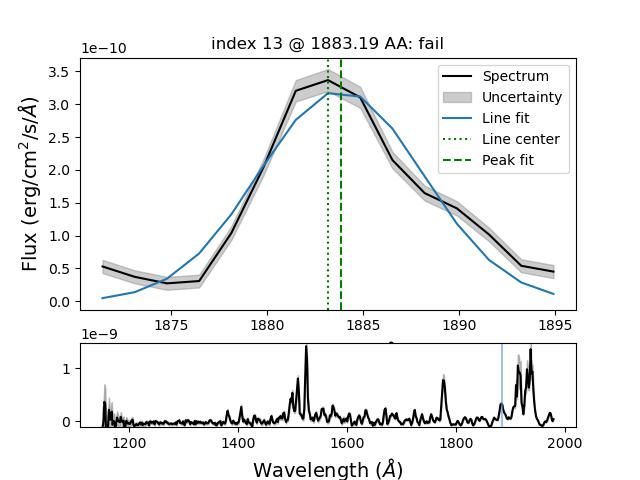 index 13 @ 1883.19 AA: fail
1e−10
Flux (erg/cm²/s/Å)
3.5
3.0
2.5
2.0
1.5
1.0
0.5
0.0
Spectrum
Uncertainty
Line fit
Line center
Peak fit
1875 1880 1885 1890 1895
1e−9
1
0
1200 1400 1600 1800 2000
Wavelength (Å)